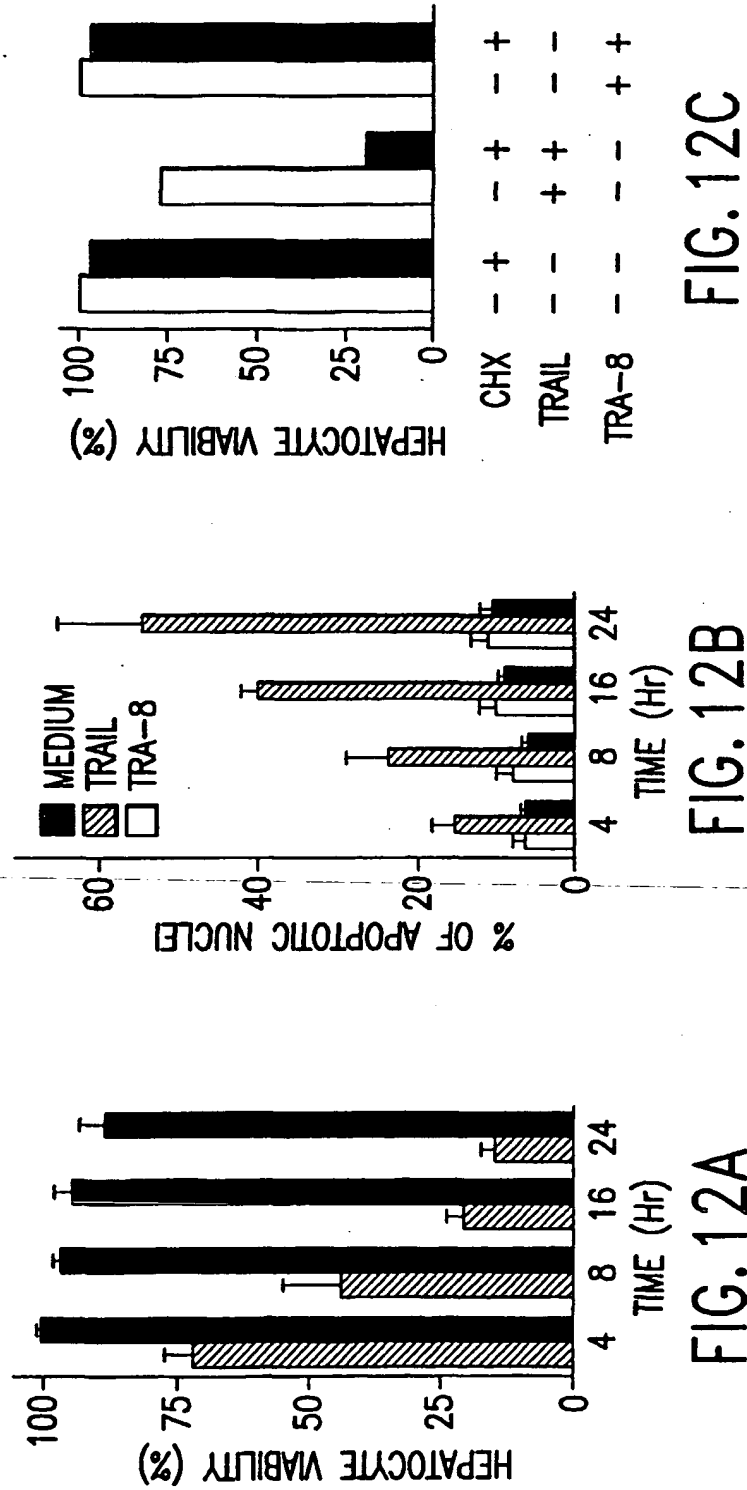 HEPATOCYTE VIABILITY (%)
100
75
50
25
0
4 8 16 24
TIME (Hr)
FIG. 12A
% OF APOPTOTIC NUCLEI
60
40
20
0
MEDIUM
TRAIL
TRA-8
4 8 16 24
TIME (Hr)
FIG. 12B
HEPATOCYTE VIABILITY (%)
100
75
50
25
0
CHX - + - + - +
TRAIL - - + + - -
TRA-8 - - - - + +
FIG. 12C